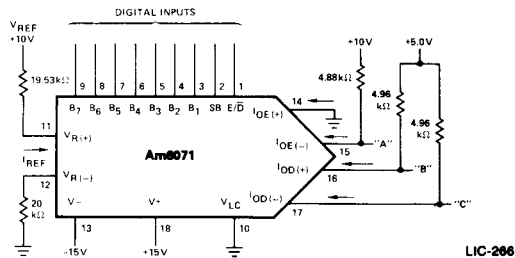 DIGITAL INPUTS
VREF
+10V
+10V
+5.0V
19.53kΩ
9 8 7 6 5 4 3 2 1
4.88kΩ
4.96 kΩ
4.96 kΩ
B7 B6 B5 B4 B3 B2 B1 SB E/D̅
14
IOE(+)
11
VR(+)
IOE(−)
15
"A"
IREF
Am6071
IOD(+)
16
"B"
12
VR(−)
IOD(−)
17
"C"
20 kΩ
V− V+ VLC
13 18 10
-15V +15V
LIC-266